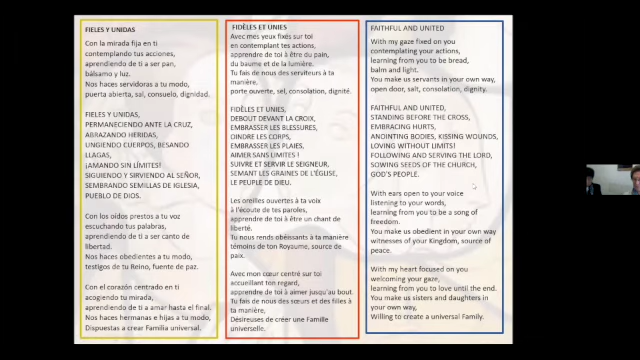 FIELES Y UNIDAS
Con la mirada fija en ti
contemplando tus acciones,
aprendiendo de ti a ser pan,
bálsamo y luz.
Nos haces servidoras a tu modo,
puerta abierta, sal, consuelo, dignidad.
FIELES Y UNIDAS,
PERMANECIENDO ANTE LA CRUZ,
ABRAZANDO HERIDAS,
UNGIENDO CUERPOS, BESANDO
LLAGAS,
¡AMANDO SIN LÍMITES!
SIGUIENDO Y SIRVIENDO AL SEÑOR,
SEMBRANDO SEMILLAS DE IGLESIA,
PUEBLO DE DIOS.
Con los oídos prestos a tu voz
escuchando tus palabras,
aprendiendo de ti a ser canto de
libertad.
Nos haces obedientes a tu modo,
testigos de tu Reino, fuente de paz.
Con el corazón centrado en ti
acogiendo tu mirada,
aprendiendo de ti a amar hasta el final.
Nos haces hermanas e hijas a tu modo,
Dispuestas a crear Familia universal.
FIDÈLES ET UNIES
Avec mes yeux fixés sur toi
en contemplant tes actions,
apprendre de toi à être du pain,
du baume et de la lumière.
Tu fais de nous des serviteurs à ta
manière,
porte ouverte, sel, consolation, dignité.
FIDÈLES ET UNIES,
DEBOUT DEVANT LA CROIX,
EMBRASSER LES BLESSURES,
OINDRE LES CORPS,
EMBRASSER LES PLAIES,
AIMER SANS LIMITES !
SUIVRE ET SERVIR LE SEIGNEUR,
SEMANT LES GRAINES DE L'ÉGLISE,
LE PEUPLE DE DIEU.
Les oreilles ouvertes à ta voix
à l'écoute de tes paroles,
apprendre de toi à être un chant de
liberté.
Tu nous rends obéissants à ta manière
témoins de ton Royaume, source de
paix.
Avec mon cœur centré sur toi
accueillant ton regard,
apprendre de toi à aimer jusqu'au bout.
Tu fais de nous des sœurs et des filles à
ta manière,
Désireuses de créer une Famille
universelle.
FAITHFUL AND UNITED
With my gaze fixed on you
contemplating your actions,
learning from you to be bread,
balm and light.
You make us servants in your own way,
open door, salt, consolation, dignity.
FAITHFUL AND UNITED,
STANDING BEFORE THE CROSS,
EMBRACING HURTS,
ANOINTING BODIES, KISSING WOUNDS,
LOVING WITHOUT LIMITS!
FOLLOWING AND SERVING THE LORD,
SOWING SEEDS OF THE CHURCH,
GOD'S PEOPLE.
With ears open to your voice
listening to your words,
learning from you to be a song of
freedom.
You make us obedient in your own way
witnesses of your Kingdom, source of
peace.
With my heart focused on you
welcoming your gaze,
learning from you to love until the end.
You make us sisters and daughters in
your own way,
Willing to create a universal Family.